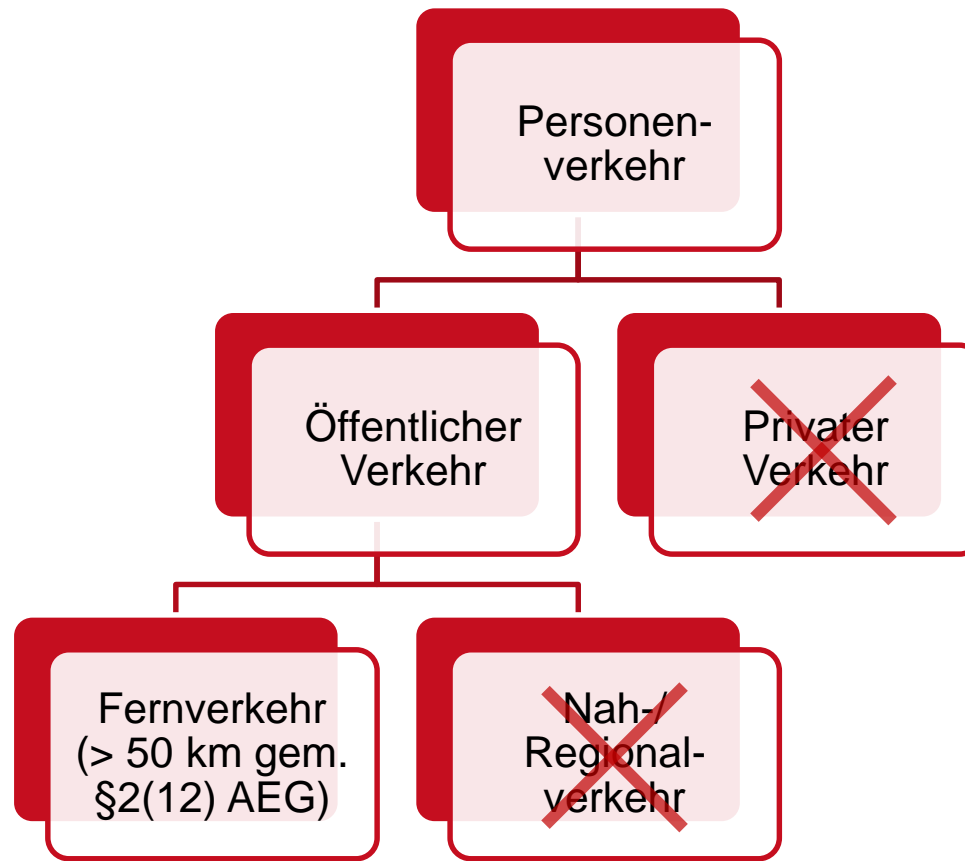 Personen-
verkehr
Öffentlicher
Verkehr
Privater
Verkehr
Fernverkehr
(> 50 km gem.
§2(12) AEG)
Nah-/
Regional-
verkehr